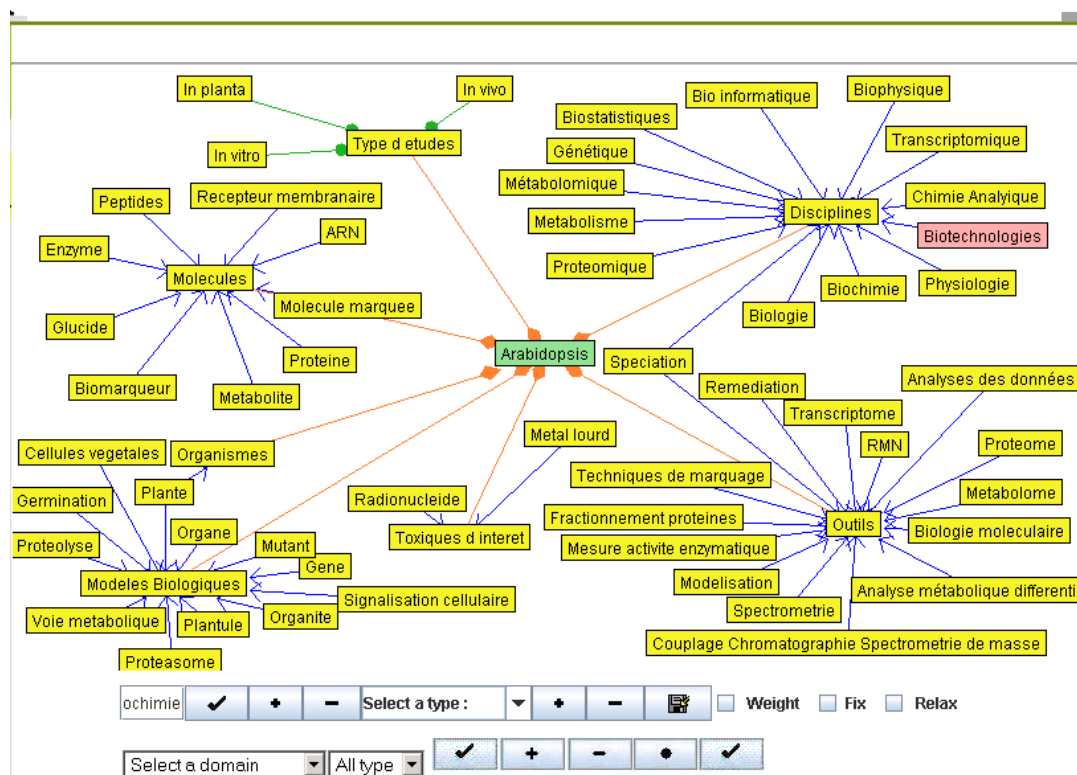 In planta
In vivo
Type d etudes
In vitro
Bio informatique
Biophysique
Biostatistiques
Transcriptomique
Génétique
Métabolomique
Chimie Analyique
Disciplines
Metabolisme
Biotechnologies
Proteomique
Physiologie
Biochimie
Biologie
Peptides
Recepteur membranaire
Enzyme
ARN
Molecules
Molecule marquee
Glucide
Proteine
Biomarqueur
Metabolite
Arabidopsis
Speciation
Remediation
Analyses des données
Transcriptome
RMN
Proteome
Techniques de marquage
Metabolome
Fractionnement proteines
Outils
Biologie moleculaire
Mesure activite enzymatique
Modelisation
Analyse métabolique differenti
Spectrometrie
Couplage Chromatographie Spectrometrie de masse
Metal lourd
Radionucleide
Toxiques d interet
Cellules vegetales
Organismes
Germination
Plante
Organe
Proteolyse
Mutant
Gene
Modeles Biologiques
Signalisation cellulaire
Voie metabolique
Plantule
Organite
Proteasome
ochimie
Select a type :
Weight
Fix
Relax
Select a domain
All type